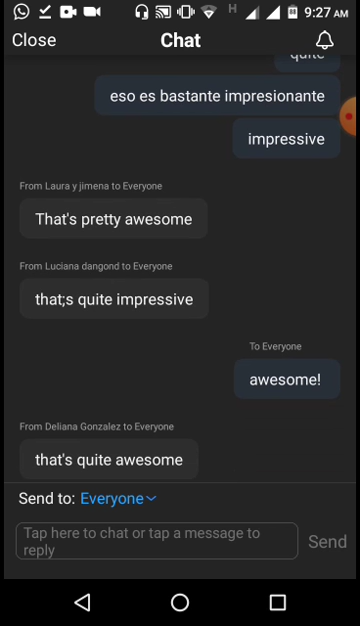 H
9:27 AM
Close
Chat
quite
eso es bastante impresionante
impressive
From Laura y jimena to Everyone
That's pretty awesome
From Luciana dangond to Everyone
that;s quite impressive
To Everyone
awesome!
From Deliana Gonzalez to Everyone
that's quite awesome
Send to: Everyone
Tap here to chat or tap a message to
reply
Send